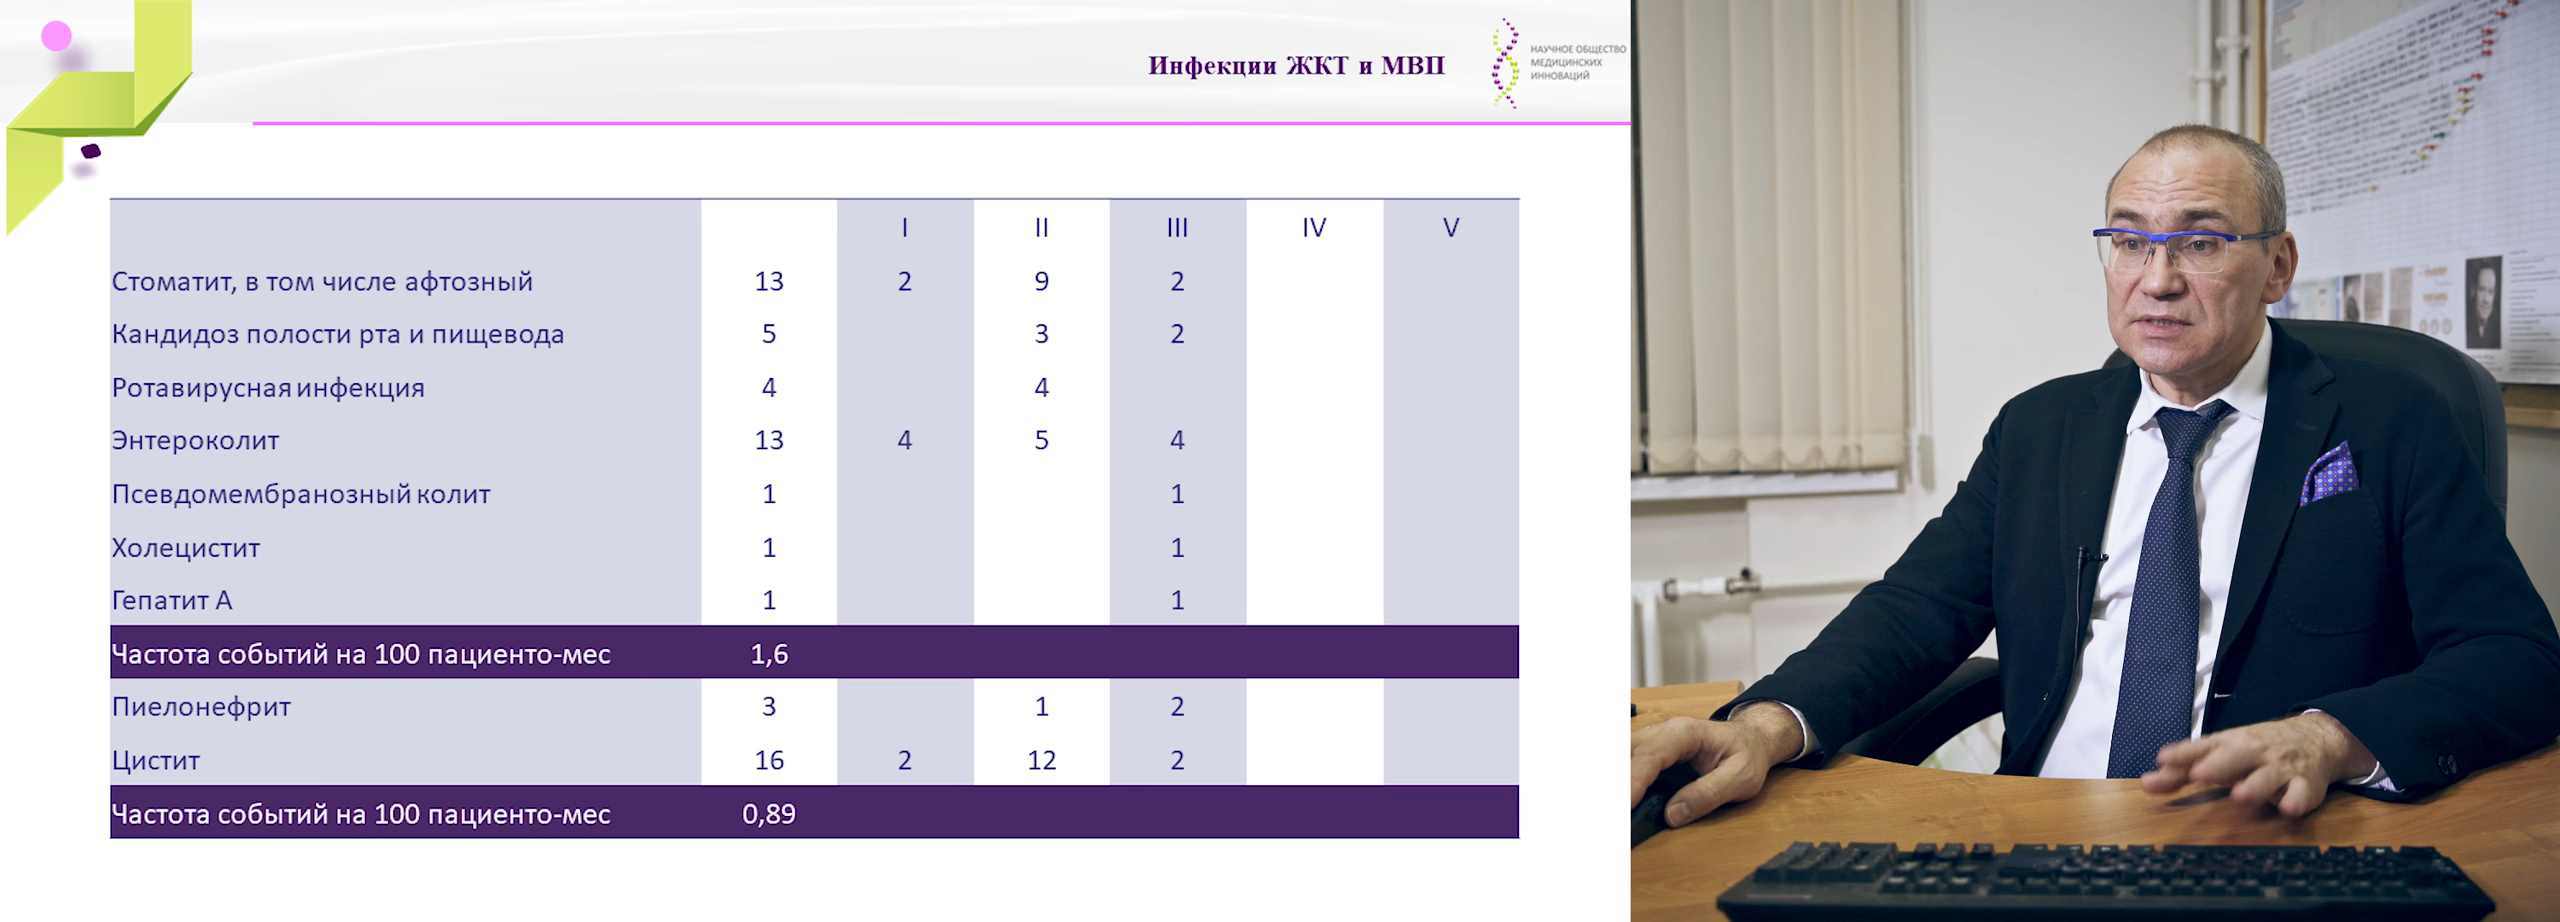 Инфекции ЖКТ и МВП
НАУЧНОЕ ОБЩЕСТВО
МЕДИЦИНСКИХ
ИННОВАЦИЙ
I II III IV V
Стоматит, в том числе афтозный 13 2 9 2
Кандидоз полости рта и пищевода 5 3 2
Ротавирусная инфекция 4 4
Энтероколит 13 4 5 4
Псевдомембранозный колит 1 1
Холецистит 1 1
Гепатит А 1 1
Частота событий на 100 пациенто-мес 1,6
Пиелонефрит 3 1 2
Цистит 16 2 12 2
Частота событий на 100 пациенто-мес 0,89